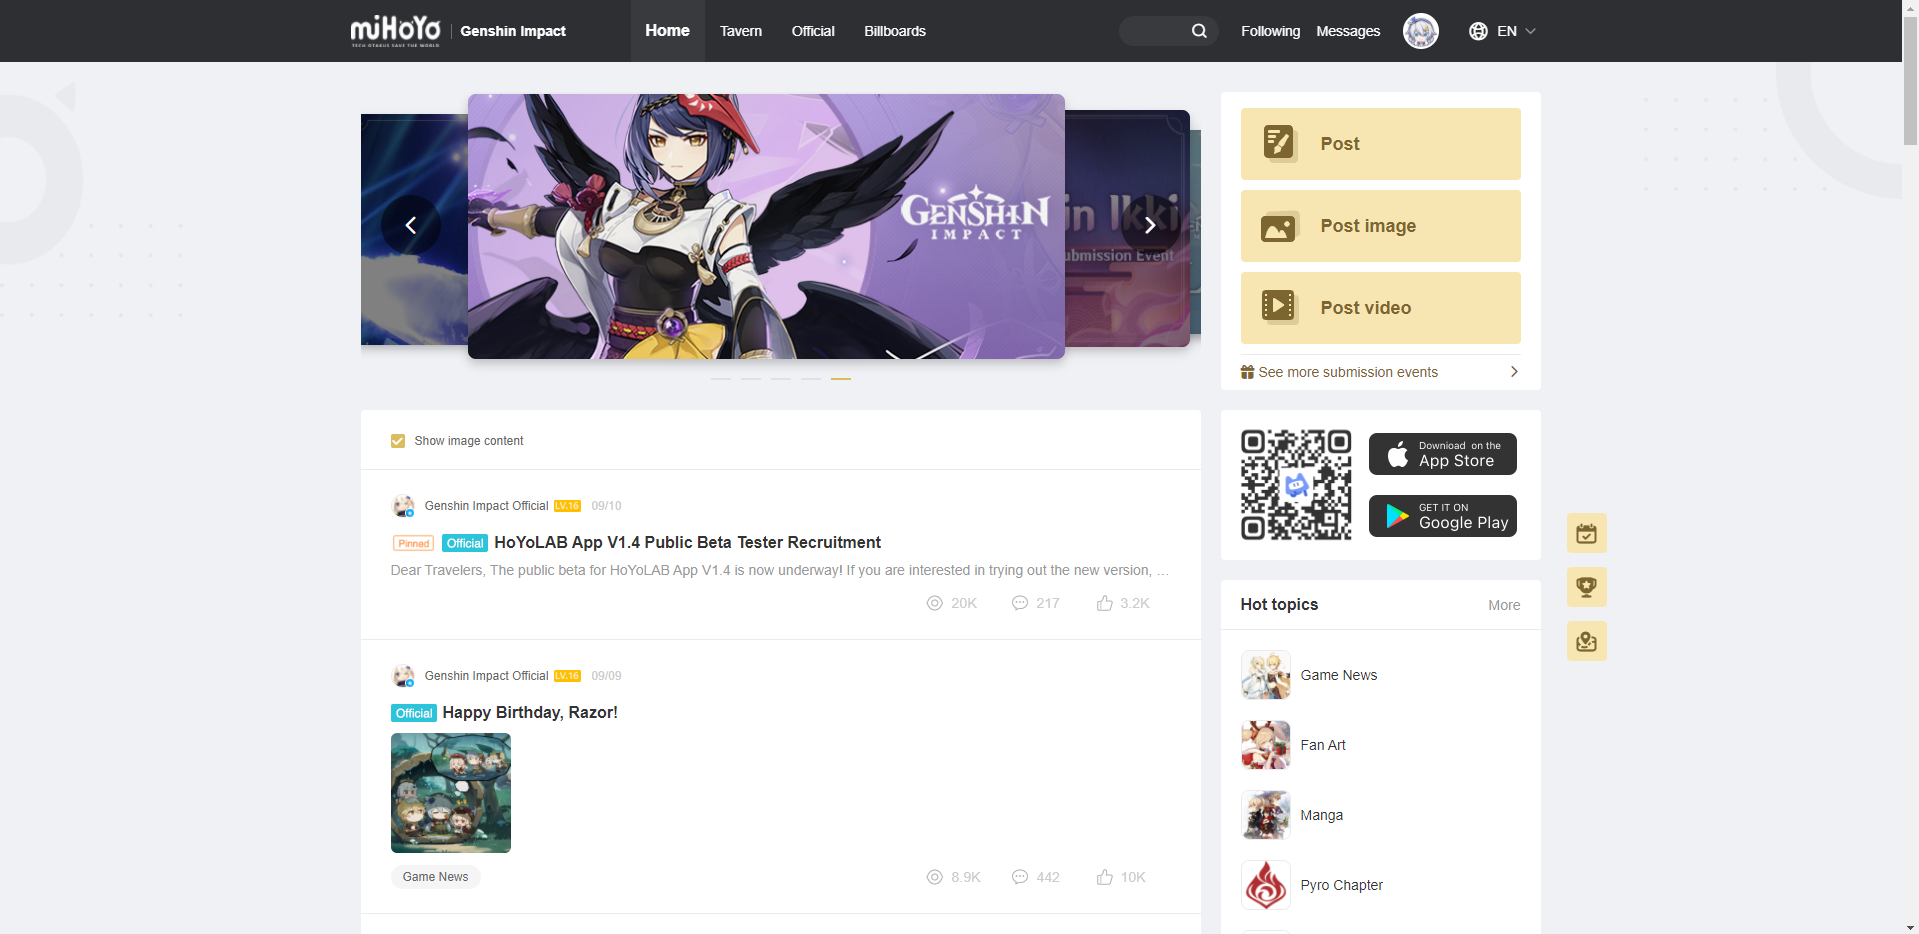 miHoYo
TECH OTAKUS SAVE THE WORLD
Genshin Impact
Home
Tavern
Official
Billboards
Following
Messages
EN
GENSHIN
IMPACT
in Ikki
ubmission Event
Post
Post image
Post video
See more submission events
Show image content
Download on the
App Store
GET IT ON
Google Play
Genshin Impact Official LV.16 09/10
Pinned Official HoYoLAB App V1.4 Public Beta Tester Recruitment
Dear Travelers, The public beta for HoYoLAB App V1.4 is now underway! If you are interested in trying out the new version, ...
20K 217 3.2K
Hot topics
More
Game News
Fan Art
Manga
Pyro Chapter
Genshin Impact Official LV.16 09/09
Official Happy Birthday, Razor!
Game News
8.9K 442 10K